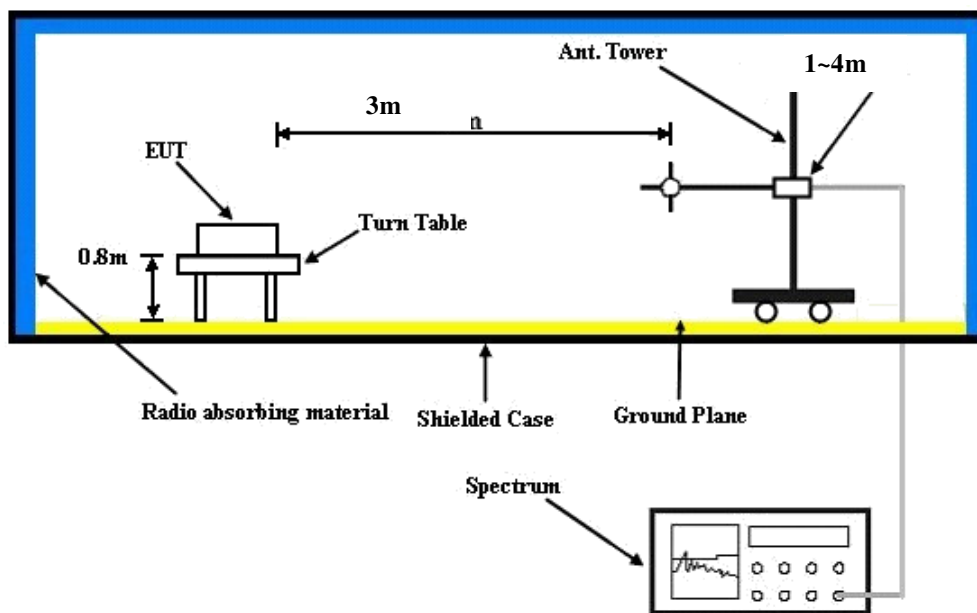 Ant. Tower
1~4m
3m
n
EUT
Turn Table
0.8m
Radio absorbing material
Shielded Case
Ground Plane
Spectrum